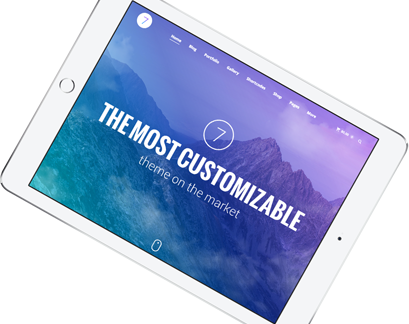 7
Home Blog Portfolio Gallery Shortcodes Shop Pages More
7
THE MOST CUSTOMIZABLE
theme on the market